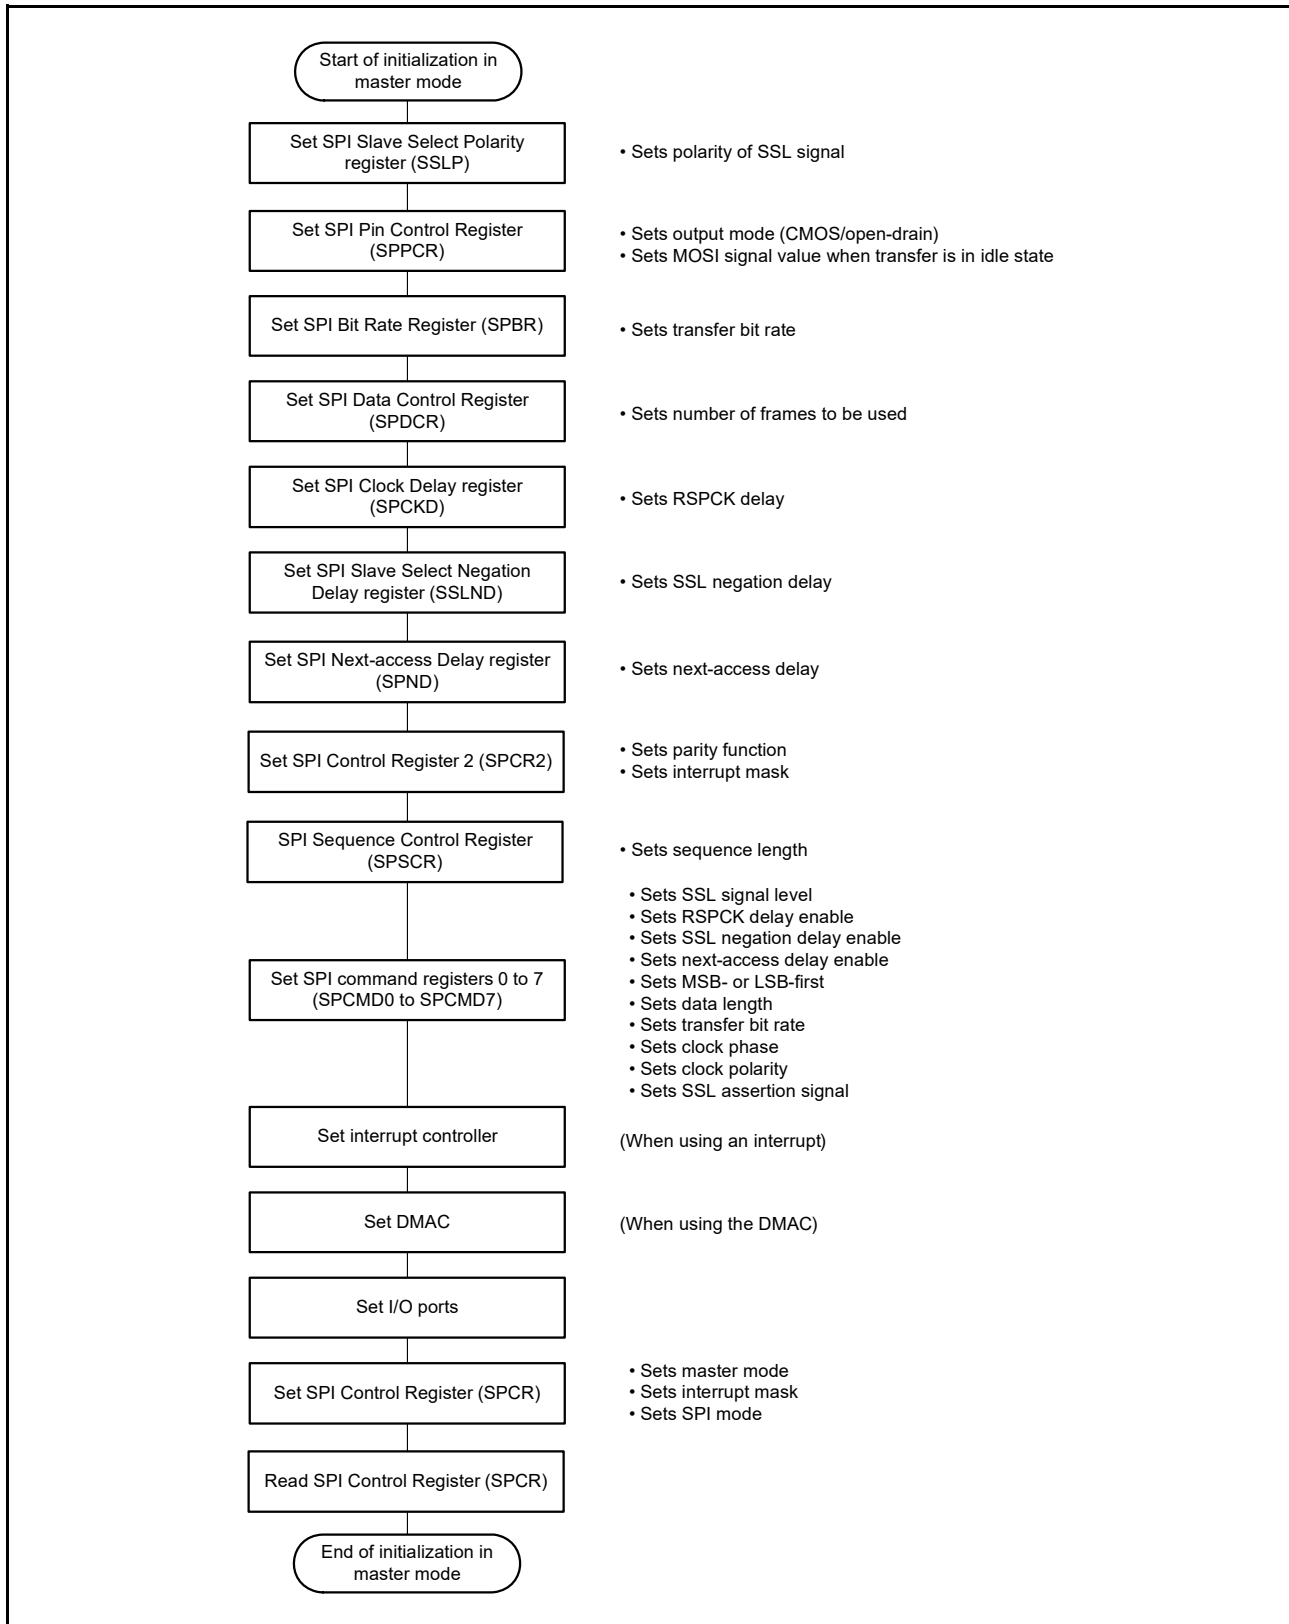 Start of initialization in
master mode
Set SPI Slave Select Polarity
register (SSLP)
• Sets polarity of SSL signal
Set SPI Pin Control Register
(SPPCR)
• Sets output mode (CMOS/open-drain)
• Sets MOSI signal value when transfer is in idle state
Set SPI Bit Rate Register (SPBR)
• Sets transfer bit rate
Set SPI Data Control Register
(SPDCR)
• Sets number of frames to be used
Set SPI Clock Delay register
(SPCKD)
• Sets RSPCK delay
Set SPI Slave Select Negation
Delay register (SSLND)
• Sets SSL negation delay
Set SPI Next-access Delay register
(SPND)
• Sets next-access delay
Set SPI Control Register 2 (SPCR2)
• Sets parity function
• Sets interrupt mask
SPI Sequence Control Register
(SPSCR)
• Sets sequence length
Set SPI command registers 0 to 7
(SPCMD0 to SPCMD7)
• Sets SSL signal level
• Sets RSPCK delay enable
• Sets SSL negation delay enable
• Sets next-access delay enable
• Sets MSB- or LSB-first
• Sets data length
• Sets transfer bit rate
• Sets clock phase
• Sets clock polarity
• Sets SSL assertion signal
Set interrupt controller
(When using an interrupt)
Set DMAC
(When using the DMAC)
Set I/O ports
Set SPI Control Register (SPCR)
• Sets master mode
• Sets interrupt mask
• Sets SPI mode
Read SPI Control Register (SPCR)
End of initialization in
master mode